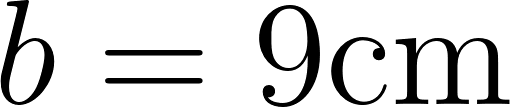 b = 9cm